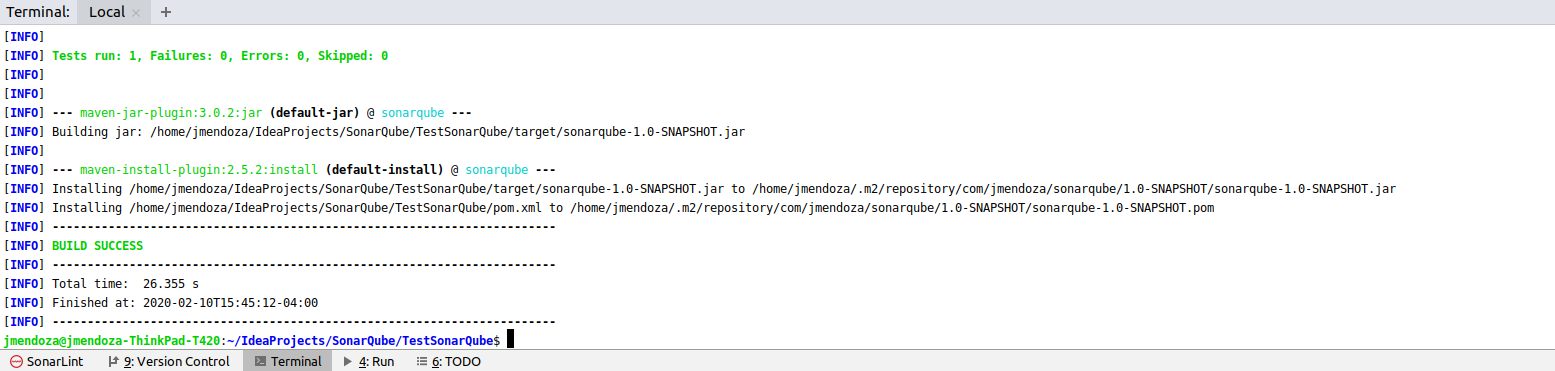 Terminal: Local × +
[INFO]
[INFO] Tests run: 1, Failures: 0, Errors: 0, Skipped: 0
[INFO]
[INFO]
[INFO] --- maven-jar-plugin:3.0.2:jar (default-jar) @ sonarqube ---
[INFO] Building jar: /home/jmendoza/IdeaProjects/SonarQube/TestSonarQube/target/sonarqube-1.0-SNAPSHOT.jar
[INFO]
[INFO] --- maven-install-plugin:2.5.2:install (default-install) @ sonarqube ---
[INFO] Installing /home/jmendoza/IdeaProjects/SonarQube/TestSonarQube/target/sonarqube-1.0-SNAPSHOT.jar to /home/jmendoza/.m2/repository/com/jmendoza/sonarqube/1.0-SNAPSHOT/sonarqube-1.0-SNAPSHOT.jar
[INFO] Installing /home/jmendoza/IdeaProjects/SonarQube/TestSonarQube/pom.xml to /home/jmendoza/.m2/repository/com/jmendoza/sonarqube/1.0-SNAPSHOT/sonarqube-1.0-SNAPSHOT.pom
[INFO] ------------------------------------------------------------------------
[INFO] BUILD SUCCESS
[INFO] ------------------------------------------------------------------------
[INFO] Total time:  26.355 s
[INFO] Finished at: 2020-02-10T15:45:12-04:00
[INFO] ------------------------------------------------------------------------
jmendoza@jmendoza-ThinkPad-T420:~/IdeaProjects/SonarQube/TestSonarQube$
SonarLint 9: Version Control Terminal 4: Run 6: TODO